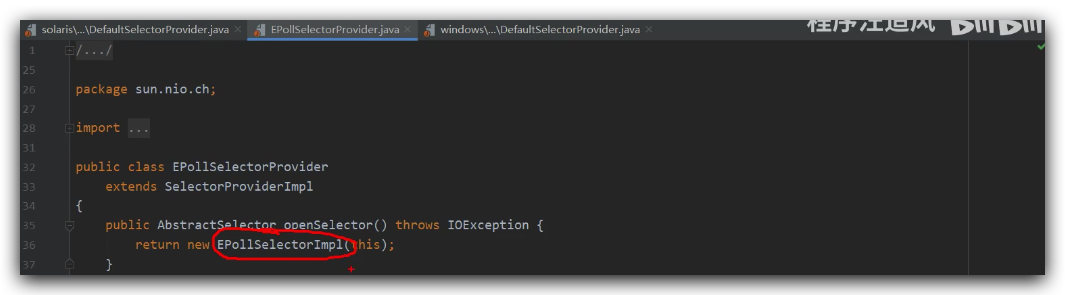 solaris\...\DefaultSelectorProvider.java × EPollSelectorProvider.java × windows\...\DefaultSelectorProvider.java ×
程序汪追风 bilibili
1 /.../
25
26 package sun.nio.ch;
27
28 import ...
31
32 public class EPollSelectorProvider
33 extends SelectorProviderImpl
34 {
35 public AbstractSelector openSelector() throws IOException {
36 return new EPollSelectorImpl(this);
37 }